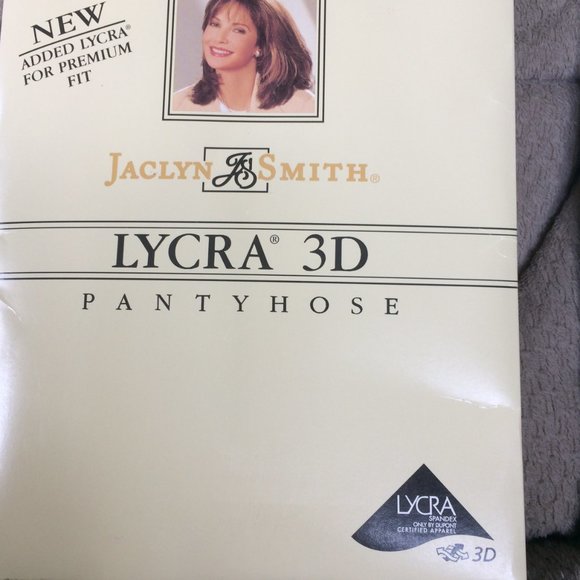 NEW
ADDED LYCRA®
FOR PREMIUM
FIT
JACLYN JS SMITH®
LYCRA® 3D
PANTYHOSE
LYCRA
SPANDEX
ONLY BY DUPONT
CERTIFIED APPAREL
3D